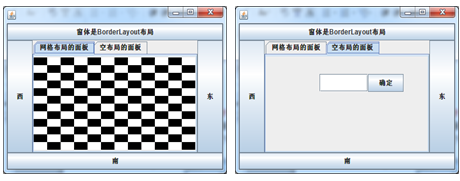 窗体是BorderLayout布局
网格布局的面板 空布局的面板
西
东
南
窗体是BorderLayout布局
网格布局的面板 空布局的面板
西
确定
东
南